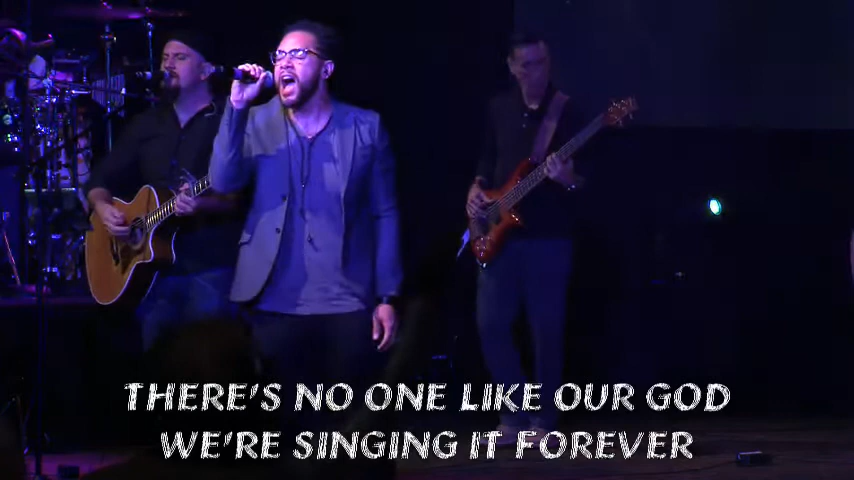 THERE'S NO ONE LIKE OUR GOD
WE'RE SINGING IT FOREVER